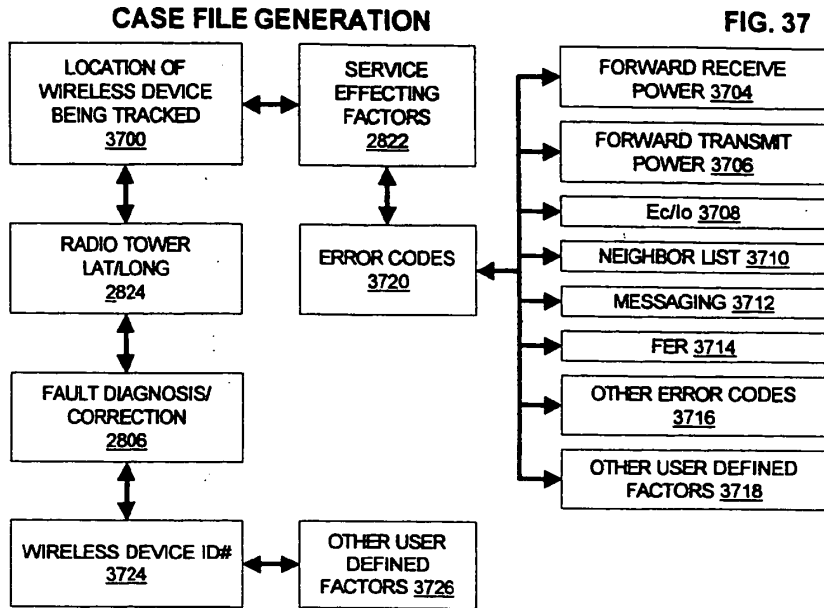 CASE FILE GENERATION
FIG. 37
LOCATION OF
WIRELESS DEVICE
BEING TRACKED
3700
SERVICE
EFFECTING
FACTORS
2822
RADIO TOWER
LAT/LONG
2824
ERROR CODES
3720
FAULT DIAGNOSIS/
CORRECTION
2806
WIRELESS DEVICE ID#
3724
OTHER USER
DEFINED
FACTORS 3726
FORWARD RECEIVE
POWER 3704
FORWARD TRANSMIT
POWER 3706
Ec/Io 3708
NEIGHBOR LIST 3710
MESSAGING 3712
FER 3714
OTHER ERROR CODES
3716
OTHER USER DEFINED
FACTORS 3718